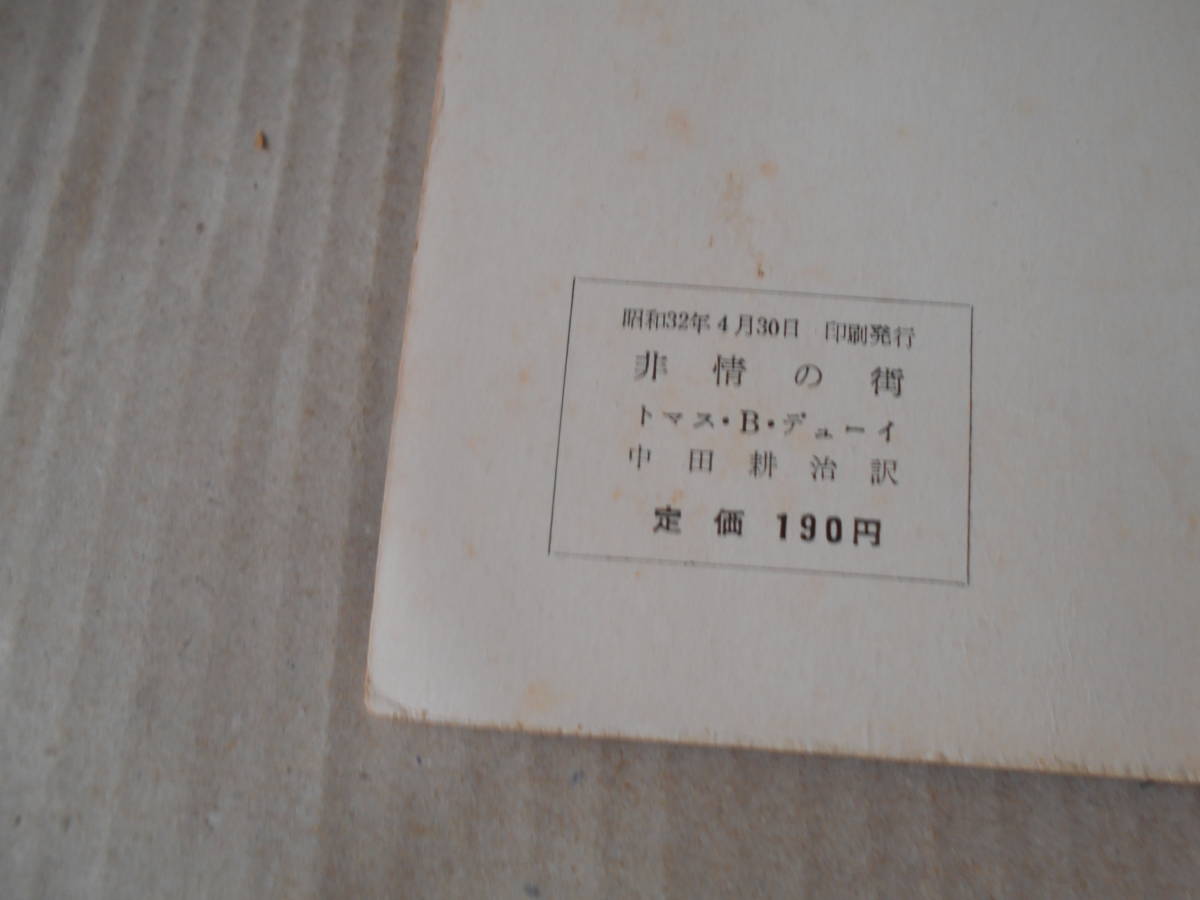 昭和32年4月30日 印刷発行
非情の街
トマス・B・デューイ
中田耕治訳
定価 190円